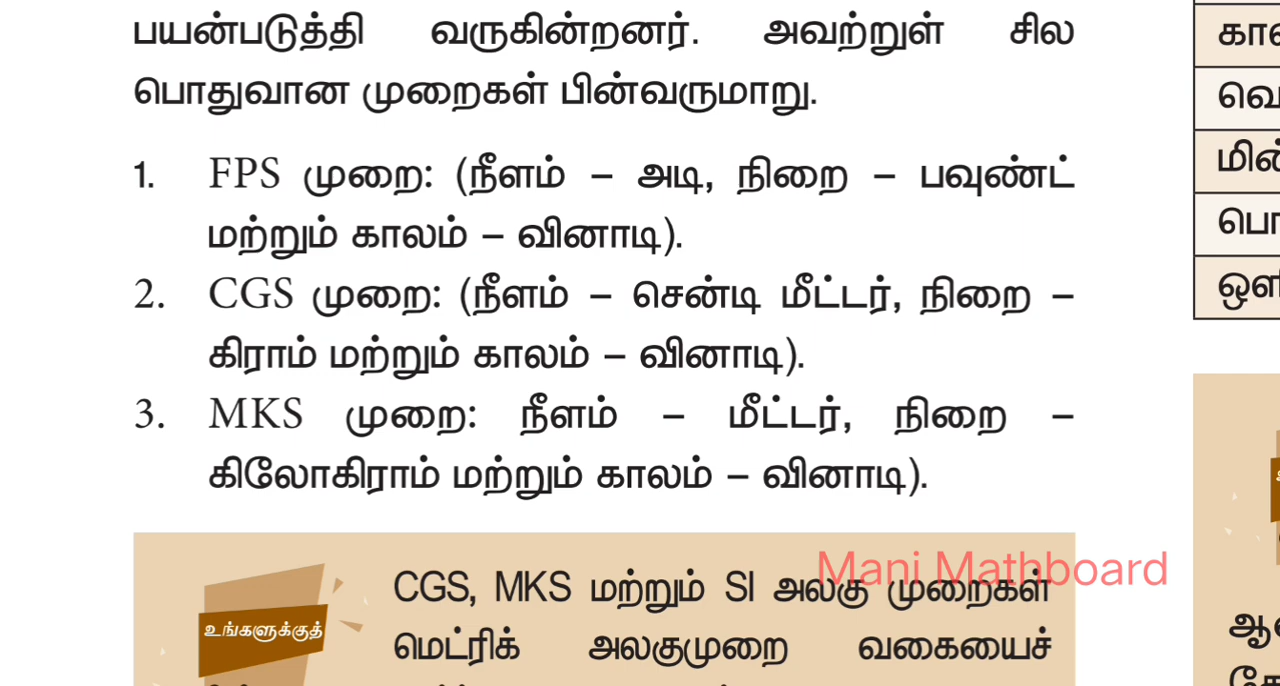 பயன்படுத்தி வருகின்றனர். அவற்றுள் சில
பொதுவான முறைகள் பின்வருமாறு.
1. FPS முறை: (நீளம் – அடி, நிறை – பவுண்ட்
மற்றும் காலம் – வினாடி).
2. CGS முறை: (நீளம் – சென்டி மீட்டர், நிறை –
கிராம் மற்றும் காலம் – வினாடி).
3. MKS முறை: நீளம் – மீட்டர், நிறை –
கிலோகிராம் மற்றும் காலம் – வினாடி).
Mani Mathboard
CGS, MKS மற்றும் SI அலகு முறைகள்
உங்களுக்குத்
மெட்ரிக் அலகுமுறை வகையைச்